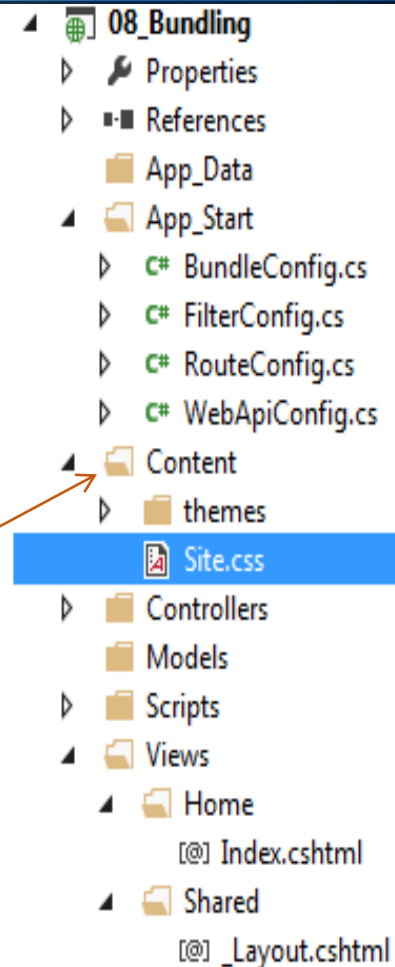 08_Bundling
Properties
References
App_Data
App_Start
C# BundleConfig.cs
C# FilterConfig.cs
C# RouteConfig.cs
C# WebApiConfig.cs
Content
themes
Site.css
Controllers
Models
Scripts
Views
Home
[@] Index.cshtml
Shared
[@] _Layout.cshtml